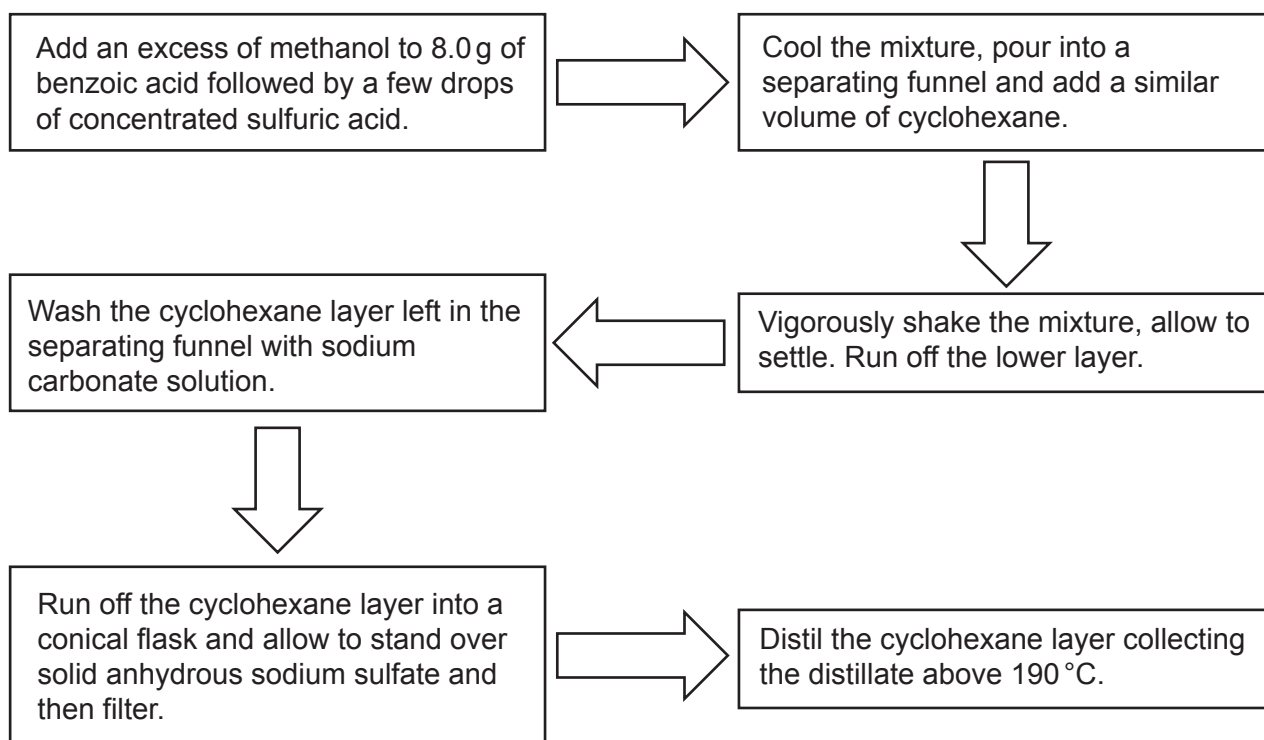 Add an excess of methanol to 8.0 g of
benzoic acid followed by a few drops
of concentrated sulfuric acid.
Cool the mixture, pour into a
separating funnel and add a similar
volume of cyclohexane.
Vigorously shake the mixture, allow to
settle. Run off the lower layer.
Wash the cyclohexane layer left in the
separating funnel with sodium
carbonate solution.
Run off the cyclohexane layer into a
conical flask and allow to stand over
solid anhydrous sodium sulfate and
then filter.
Distil the cyclohexane layer collecting
the distillate above 190 °C.